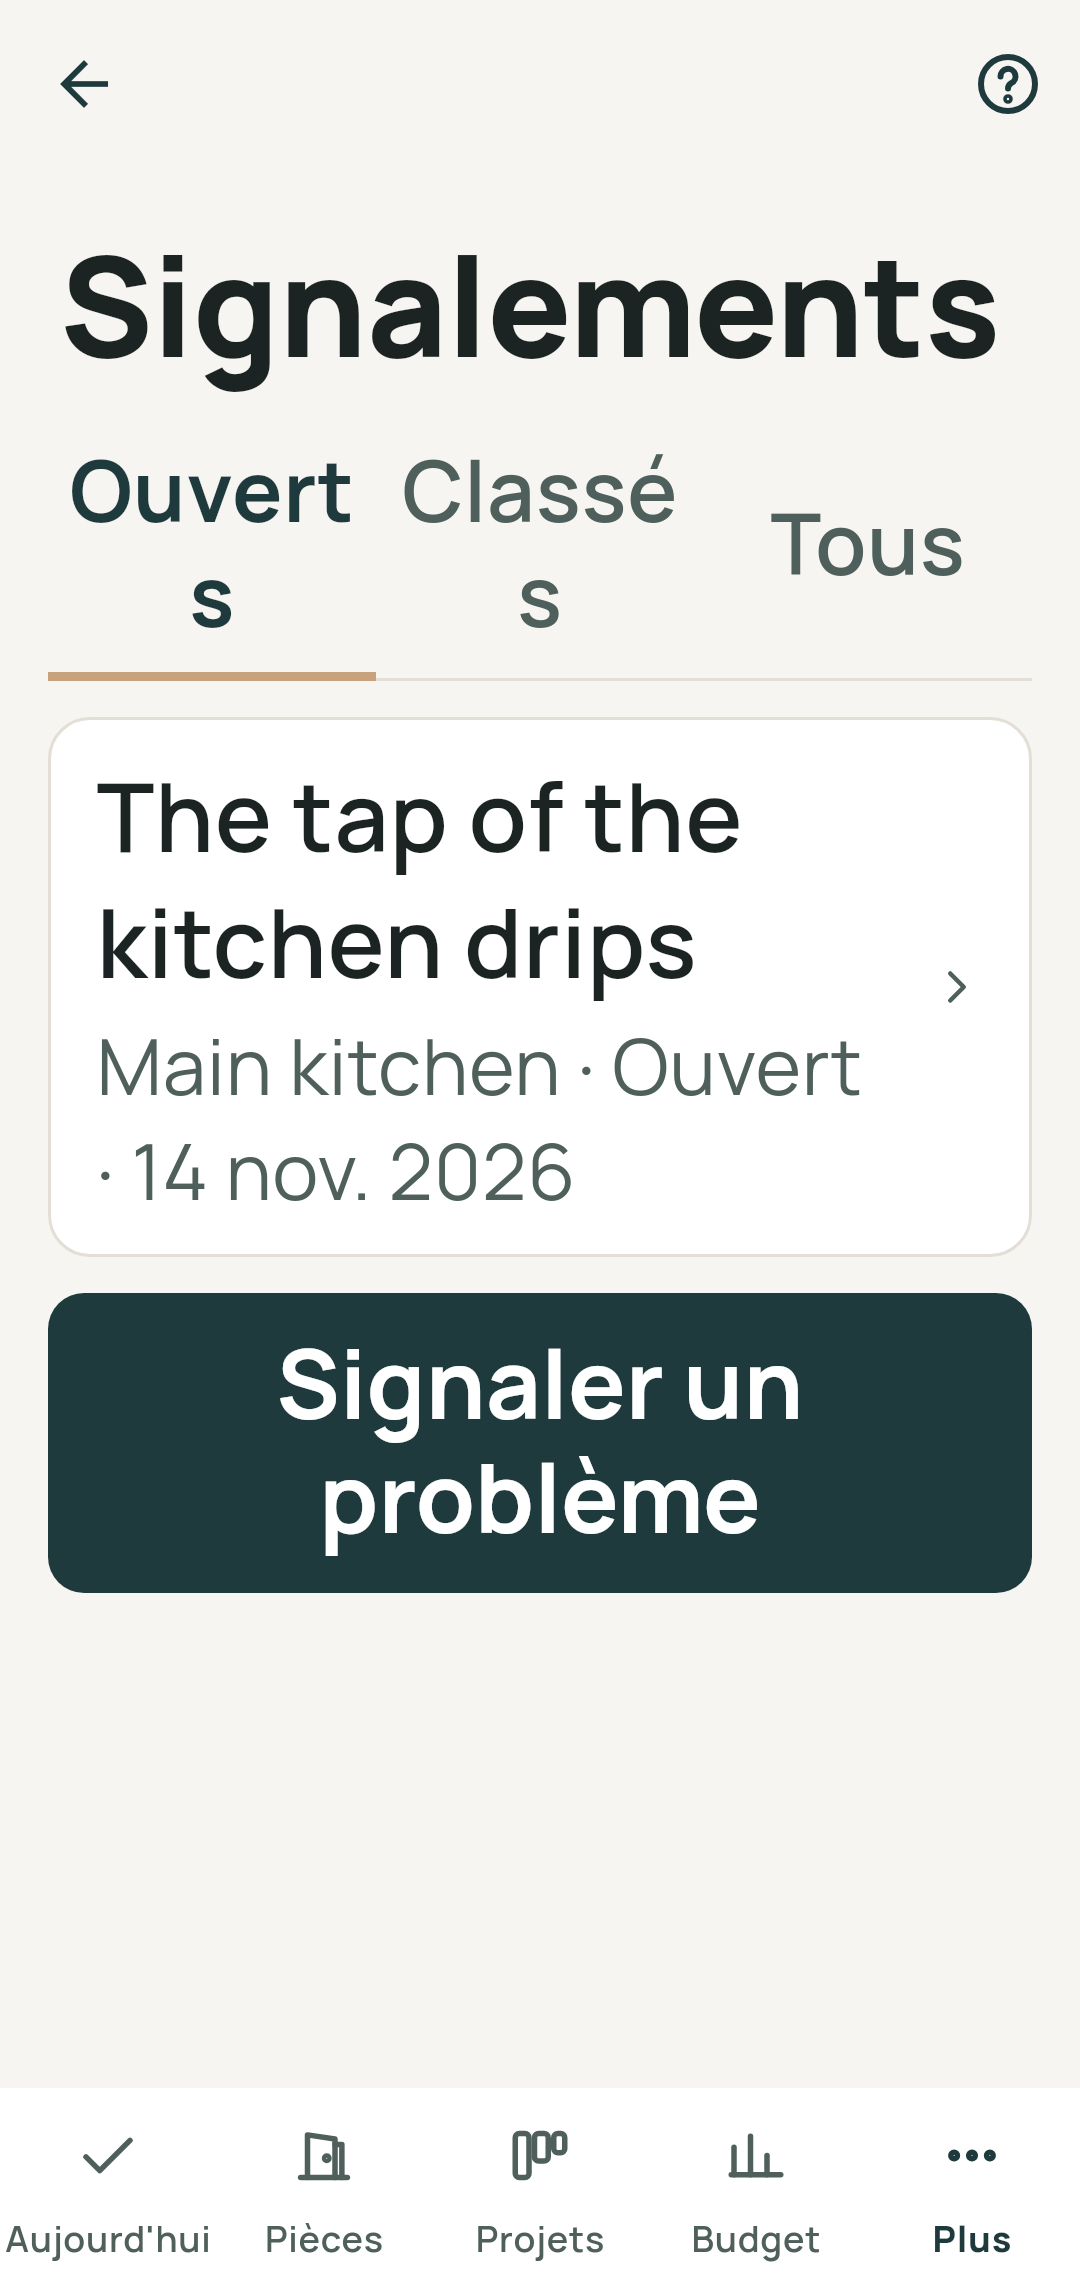 Signalements
Ouvert
s
Classé
s
Tous
The tap of the
kitchen drips
Main kitchen · Ouvert
· 14 nov. 2026
Signaler un
problème
Aujourd'hui
Pièces
Projets
Budget
Plus